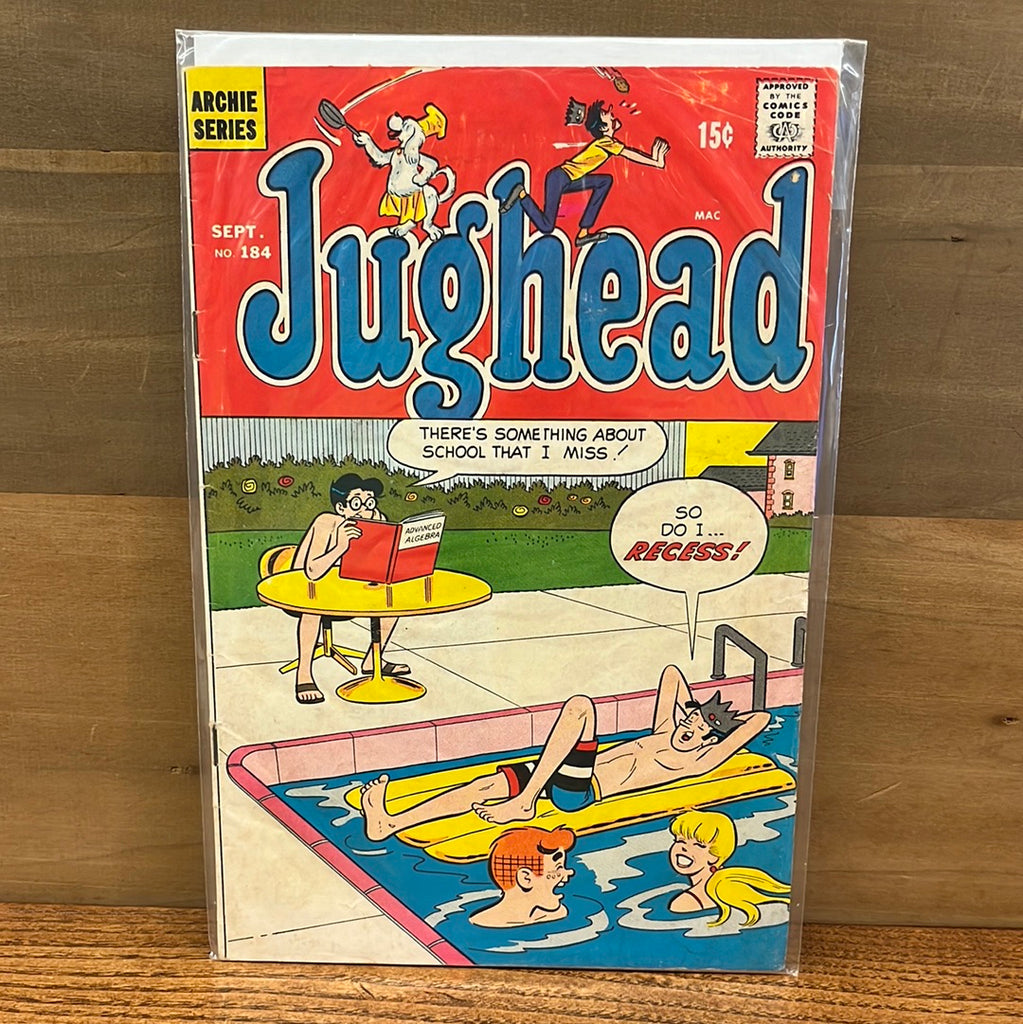 ARCHIE
SERIES
APPROVED
BY THE
COMICS
CODE
CA
AUTHORITY
15¢
MAC
SEPT.
NO. 184
Jughead
THERE'S SOMETHING ABOUT
SCHOOL THAT I MISS!
ADVANCED
ALGEBRA
SO
DO I...
RECESS!